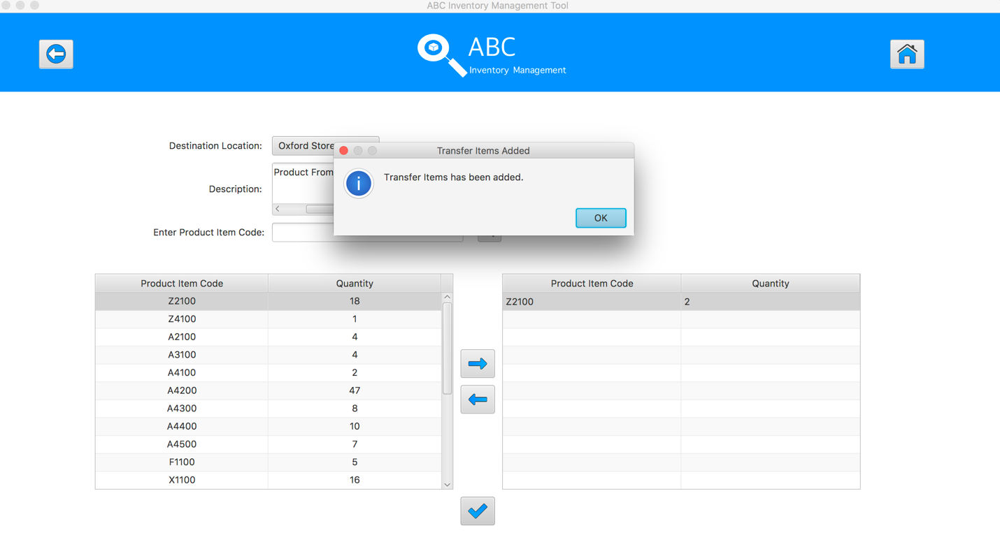 ABC Inventory Management Tool
ABC
Inventory Management
Destination Location: Oxford Store
Transfer Items Added
Description: Product From
Transfer Items has been added.
OK
Enter Product Item Code:
Product Item Code Quantity
Z2100 18
Z4100 1
A2100 4
A3100 4
A4100 2
A4200 47
A4300 8
A4400 10
A4500 7
F1100 5
X1100 16
Product Item Code Quantity
Z2100 2